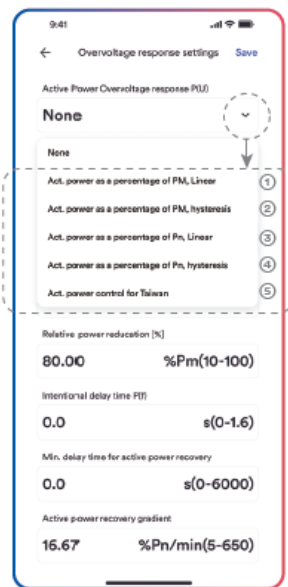 9:41
Overvoltage response settings Save
Active Power Overvoltage response P(U)
None
None
Act. power as a percentage of PM, Linear ①
Act. power as a percentage of PM, hysteresis ②
Act. power as a percentage of Pn, Linear ③
Act. power as a percentage of Pn, hysteresis ④
Act. power control for Taiwan ⑤
Relative power reducation [%]
80.00 %Pm(10-100)
Intentional delay time P(f)
0.0 s(0-1.6)
Min. delay time for active power recovery
0.0 s(0-6000)
Active power recovery gradient
16.67 %Pn/min(5-650)